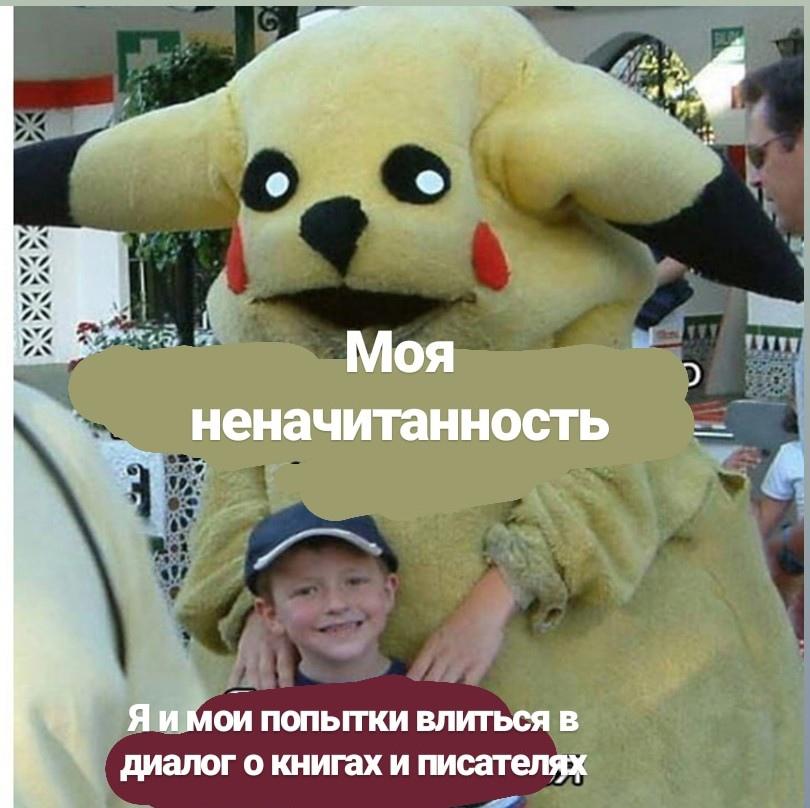 Моя
неначитанность
Я и мои попытки влиться в
диалог о книгах и писателях